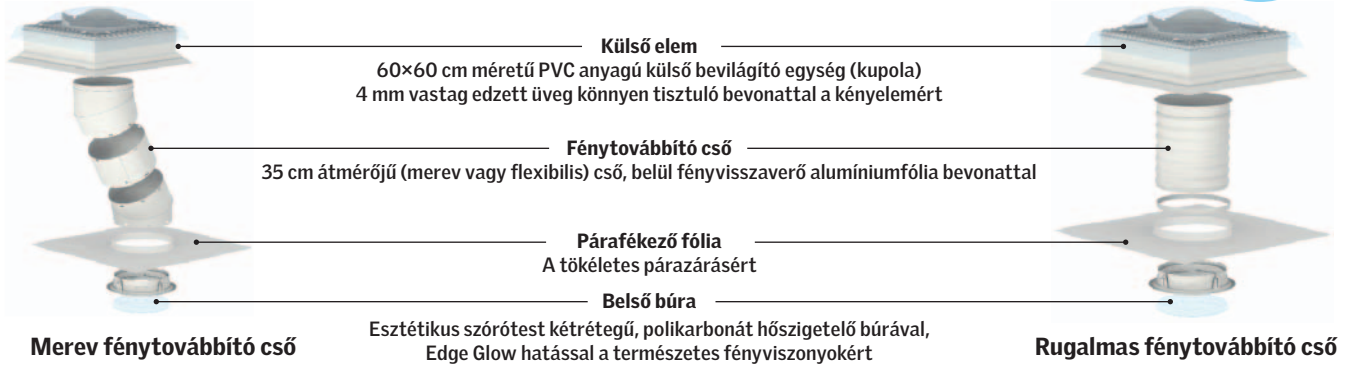 Külső elem
60×60 cm méretű PVC anyagú külső bevilágító egység (kupola)
4 mm vastag edzett üveg könnyen tisztuló bevonattal a kényelemért
Fénytovábbító cső
35 cm átmérőjű (merev vagy flexibilis) cső, belül fényvisszaverő alumíniumfólia bevonattal
Párafékező fólia
A tökéletes párazárásért
Belső búra
Esztétikus szórótest kétrétegű, polikarbonát hőszigetelő búrával,
Edge Glow hatással a természetes fényviszonyokért
Merev fénytovábbító cső
Rugalmas fénytovábbító cső